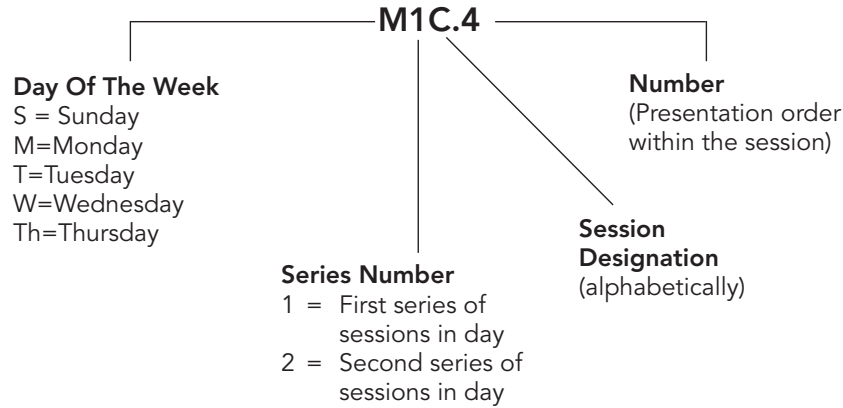 M1C.4
Day Of The Week
S = Sunday
M=Monday
T=Tuesday
W=Wednesday
Th=Thursday
Series Number
1 = First series of
sessions in day
2 = Second series of
sessions in day
Session
Designation
(alphabetically)
Number
(Presentation order
within the session)